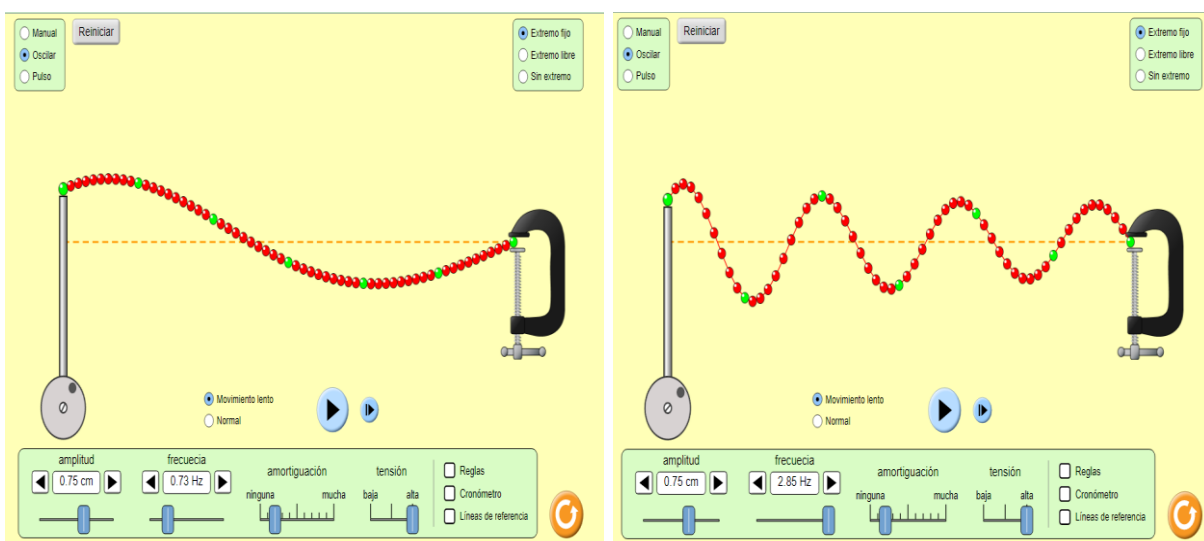 Manual
Oscilar
Pulso
Reiniciar
Extremo fijo
Extremo libre
Sin extremo
Movimiento lento
Normal
amplitud
0.75 cm
frecuecia
0.73 Hz
amortiguación
ninguna
mucha
tensión
baja
alta
Reglas
Cronómetro
Líneas de referencia
Manual
Oscilar
Pulso
Reiniciar
Extremo fijo
Extremo libre
Sin extremo
Movimiento lento
Normal
amplitud
0.75 cm
frecuecia
2.85 Hz
amortiguación
ninguna
mucha
tensión
baja
alta
Reglas
Cronómetro
Líneas de referencia